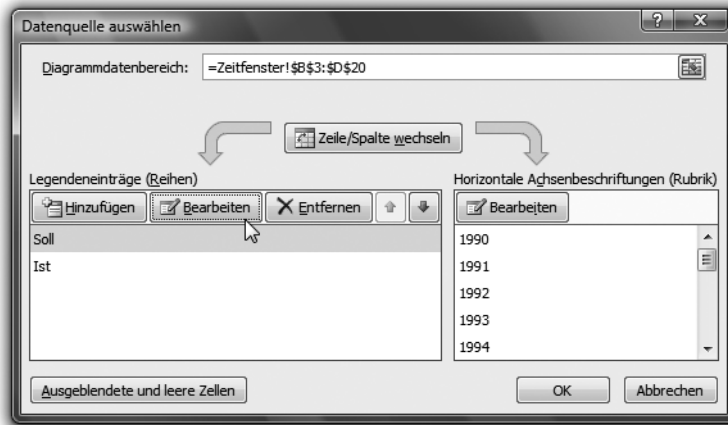 Datenquelle auswählen
Diagrammdatenbereich: =Zeitfenster!$B$3:$D$20
Zeile/Spalte wechseln
Legendeneinträge (Reihen)
Hinzufügen Bearbeiten Entfernen
Soll
Ist
Horizontale Achsenbeschriftungen (Rubrik)
Bearbeiten
1990
1991
1992
1993
1994
Ausgeblendete und leere Zellen
OK Abbrechen